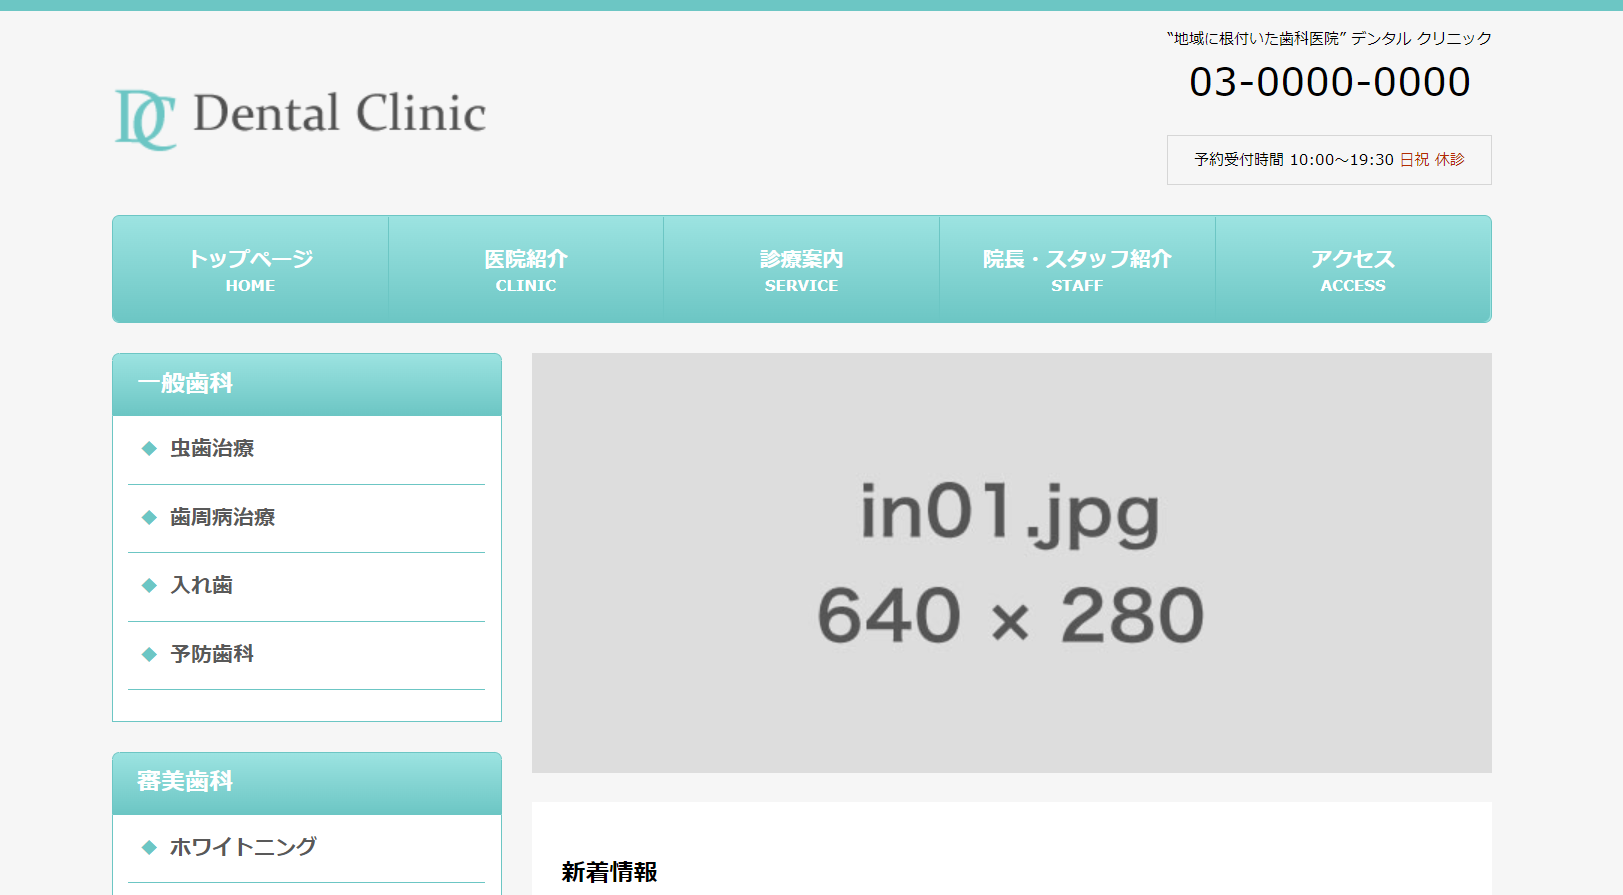 “地域に根付いた歯科医院” デンタル クリニック
03-0000-0000
DC Dental Clinic
予約受付時間 10:00～19:30 日祝 休診
トップページ
HOME
医院紹介
CLINIC
診療案内
SERVICE
院長・スタッフ紹介
STAFF
アクセス
ACCESS
一般歯科
虫歯治療
歯周病治療
入れ歯
予防歯科
審美歯科
ホワイトニング
in01.jpg
640 × 280
新着情報